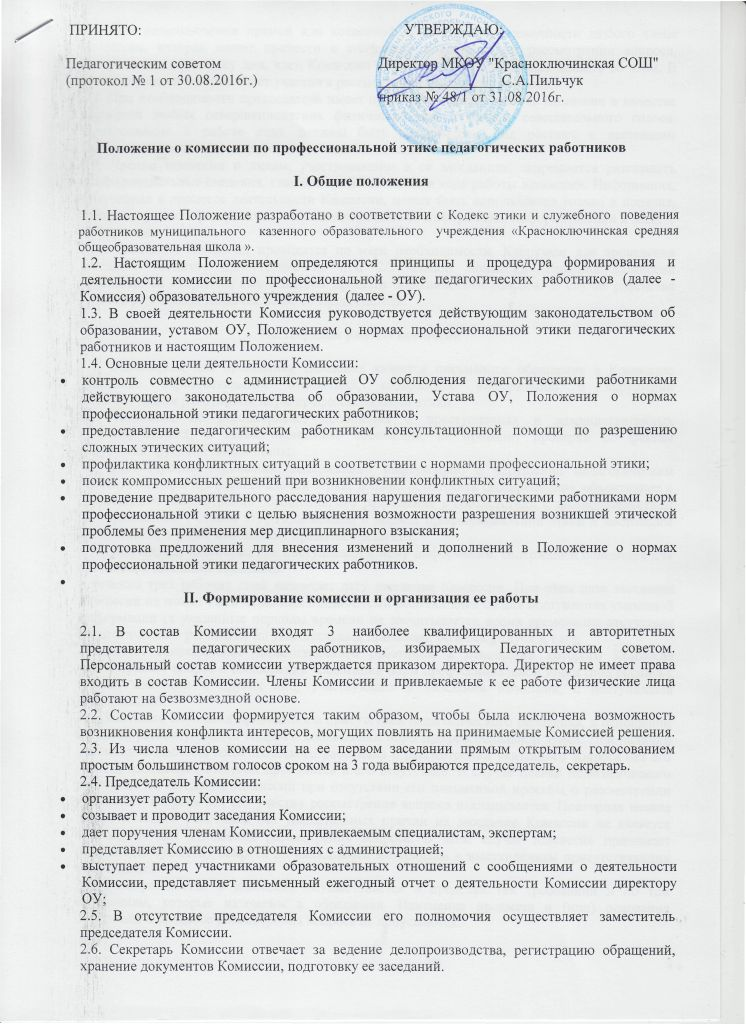 ПРИНЯТО: УТВЕРЖДАЮ:
Педагогическим советом Директор МКОУ "Красноключинская СОШ"
(протокол № 1 от 30.08.2016г.) ________________С.А.Пильчук
приказ № 48/1 от 31.08.2016г.
Положение о комиссии по профессиональной этике педагогических работников
I. Общие положения
1.1. Настоящее Положение разработано в соответствии с Кодекс этики и служебного поведения
работников муниципального казенного образовательного учреждения «Красноключинская средняя
общеобразовательная школа ».
1.2. Настоящим Положением определяются принципы и процедура формирования и
деятельности комиссии по профессиональной этике педагогических работников (далее -
Комиссия) образовательного учреждения (далее - ОУ).
1.3. В своей деятельности Комиссия руководствуется действующим законодательством об
образовании, уставом ОУ, Положением о нормах профессиональной этики педагогических
работников и настоящим Положением.
1.4. Основные цели деятельности Комиссии:
• контроль совместно с администрацией ОУ соблюдения педагогическими работниками
действующего законодательства об образовании, Устава ОУ, Положения о нормах
профессиональной этики педагогических работников;
• предоставление педагогическим работникам консультационной помощи по разрешению
сложных этических ситуаций;
• профилактика конфликтных ситуаций в соответствии с нормами профессиональной этики;
• поиск компромиссных решений при возникновении конфликтных ситуаций;
• проведение предварительного расследования нарушения педагогическими работниками норм
профессиональной этики с целью выяснения возможности разрешения возникшей этической
проблемы без применения мер дисциплинарного взыскания;
• подготовка предложений для внесения изменений и дополнений в Положение о нормах
профессиональной этики педагогических работников.
•
II. Формирование комиссии и организация ее работы
2.1. В состав Комиссии входят 3 наиболее квалифицированных и авторитетных
представителя педагогических работников, избираемых Педагогическим советом.
Персональный состав комиссии утверждается приказом директора. Директор не имеет права
входить в состав Комиссии. Члены Комиссии и привлекаемые к ее работе физические лица
работают на безвозмездной основе.
2.2. Состав Комиссии формируется таким образом, чтобы была исключена возможность
возникновения конфликта интересов, могущих повлиять на принимаемые Комиссией решения.
2.3. Из числа членов комиссии на ее первом заседании прямым открытым голосованием
простым большинством голосов сроком на 3 года выбираются председатель, секретарь.
2.4. Председатель Комиссии:
• организует работу Комиссии;
• созывает и проводит заседания Комиссии;
• дает поручения членам Комиссии, привлекаемым специалистам, экспертам;
• представляет Комиссию в отношениях с администрацией;
• выступает перед участниками образовательных отношений с сообщениями о деятельности
Комиссии, представляет письменный ежегодный отчет о деятельности Комиссии директору
ОУ;
2.5. В отсутствие председателя Комиссии его полномочия осуществляет заместитель
председателя Комиссии.
2.6. Секретарь Комиссии отвечает за ведение делопроизводства, регистрацию обращений,
хранение документов Комиссии, подготовку ее заседаний.